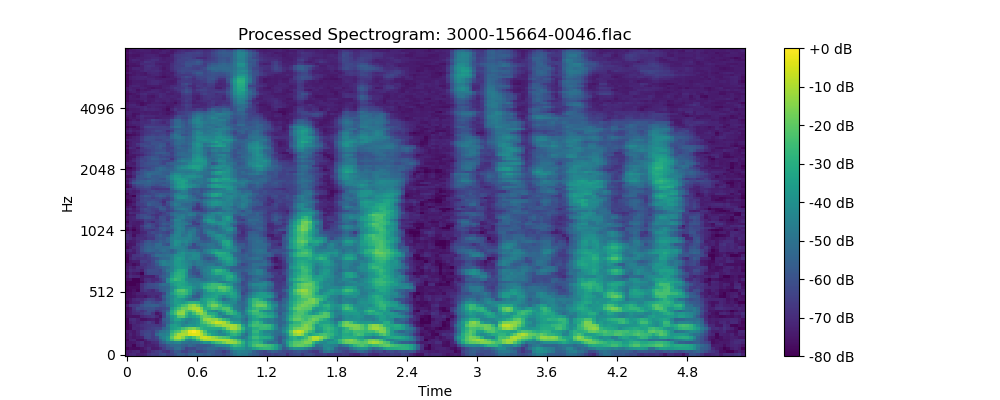 Processed Spectrogram: 3000-15664-0046.flac
+0 dB
-10 dB
-20 dB
-30 dB
-40 dB
-50 dB
-60 dB
-70 dB
-80 dB
4096
2048
1024
512
0
Hz
0 0.6 1.2 1.8 2.4 3 3.6 4.2 4.8
Time